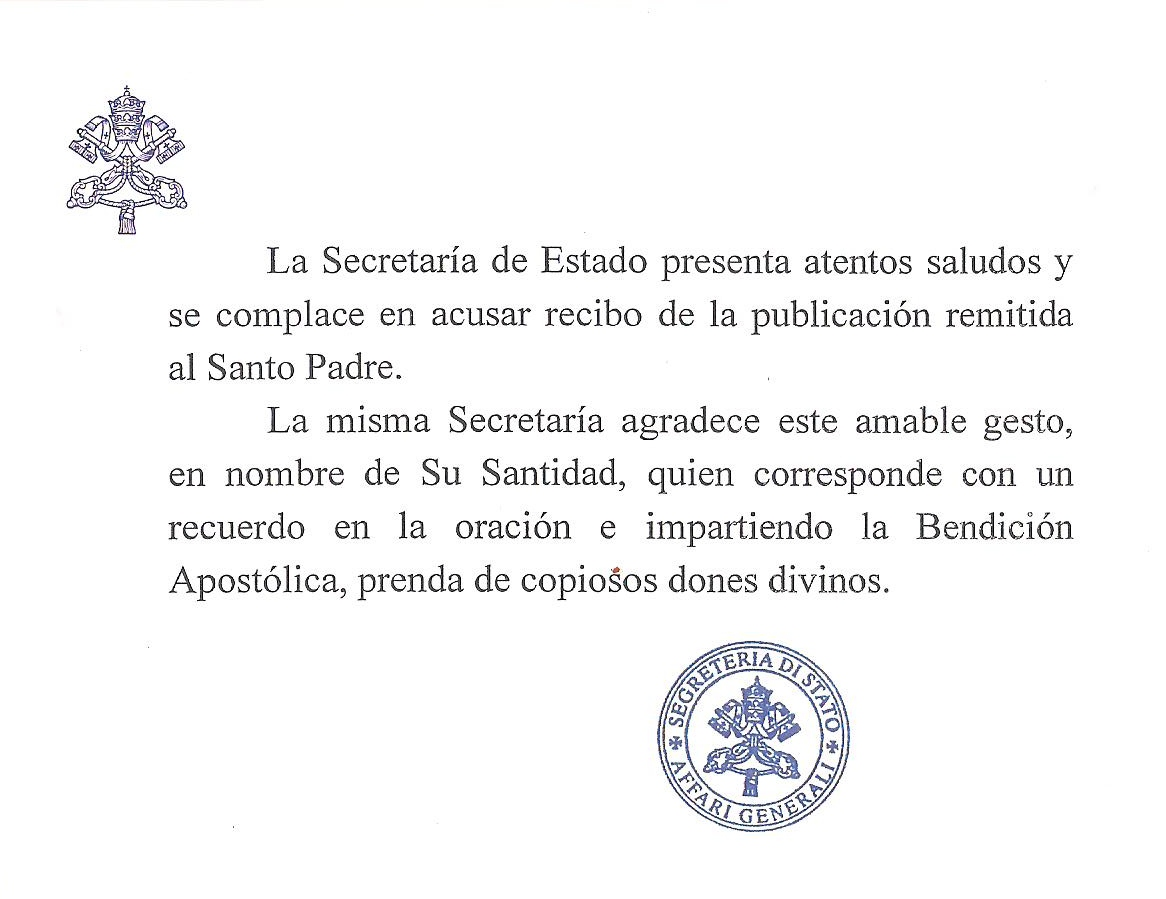 La Secretaría de Estado presenta atentos saludos y
se complace en acusar recibo de la publicación remitida
al Santo Padre.
La misma Secretaría agradece este amable gesto,
en nombre de Su Santidad, quien corresponde con un
recuerdo en la oración e impartiendo la Bendición
Apostólica, prenda de copiosos dones divinos.
SEGRETERIA DI STATO
AFFARI GENERALI